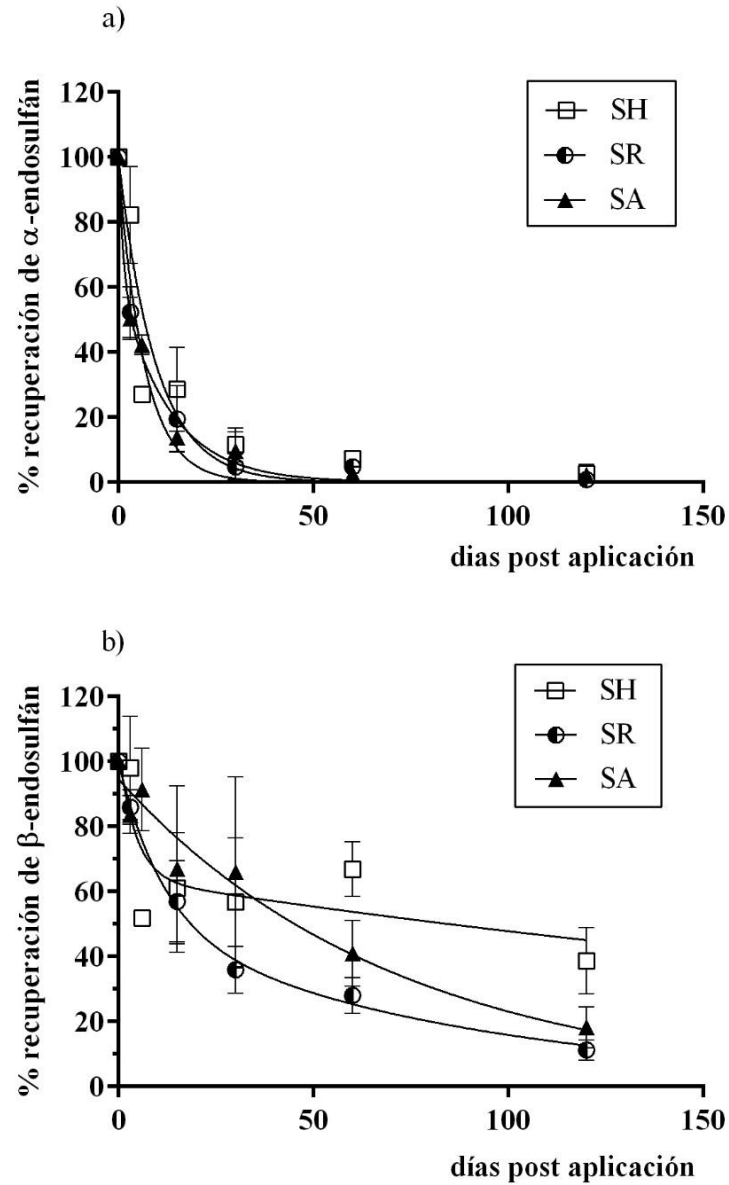 a)
% recuperación de α-endosulfán
120
100
80
60
40
20
0
SH
SR
SA
0 50 100 150
dias post aplicación
b)
% recuperación de β-endosulfán
120
100
80
60
40
20
0
SH
SR
SA
0 50 100 150
días post aplicación